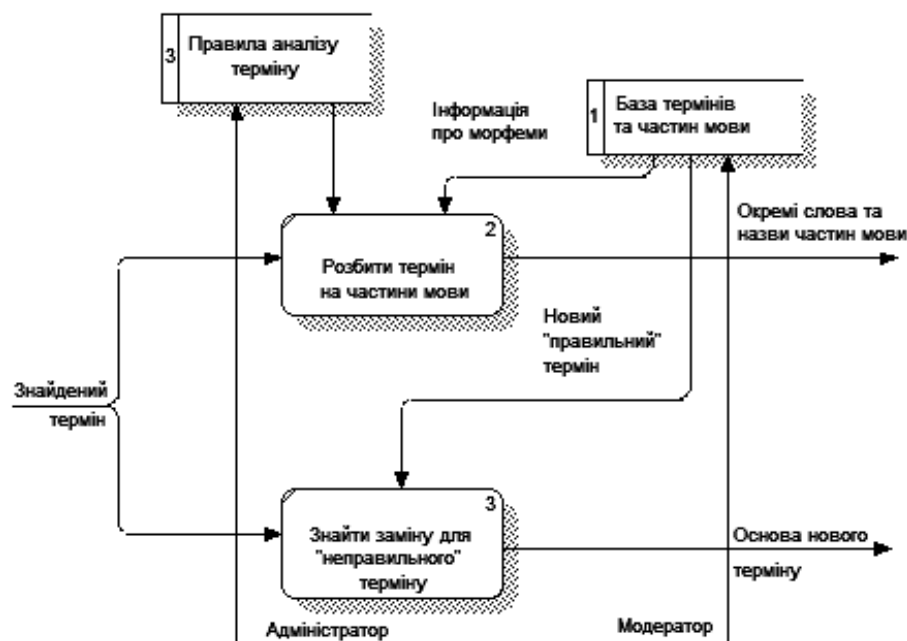 3
Правила аналізу
терміну
1
База термінів
та частин мови
Інформація
про морфеми
2
Розбити термін
на частини мови
Окремі слова та
назви частин мови
Новий
"правильний"
термін
Знайдений
термін
3
Знайти заміну для
"неправильного"
терміну
Основа нового
терміну
Адміністратор
Модератор